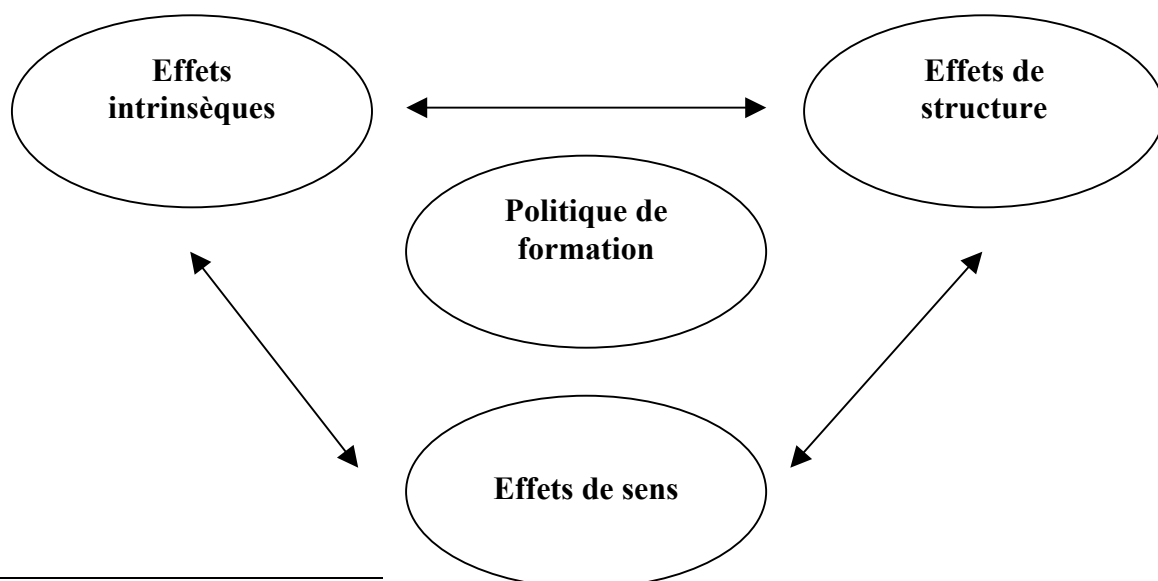 Effets
intrinsèques
Effets de
structure
Politique de
formation
Effets de sens